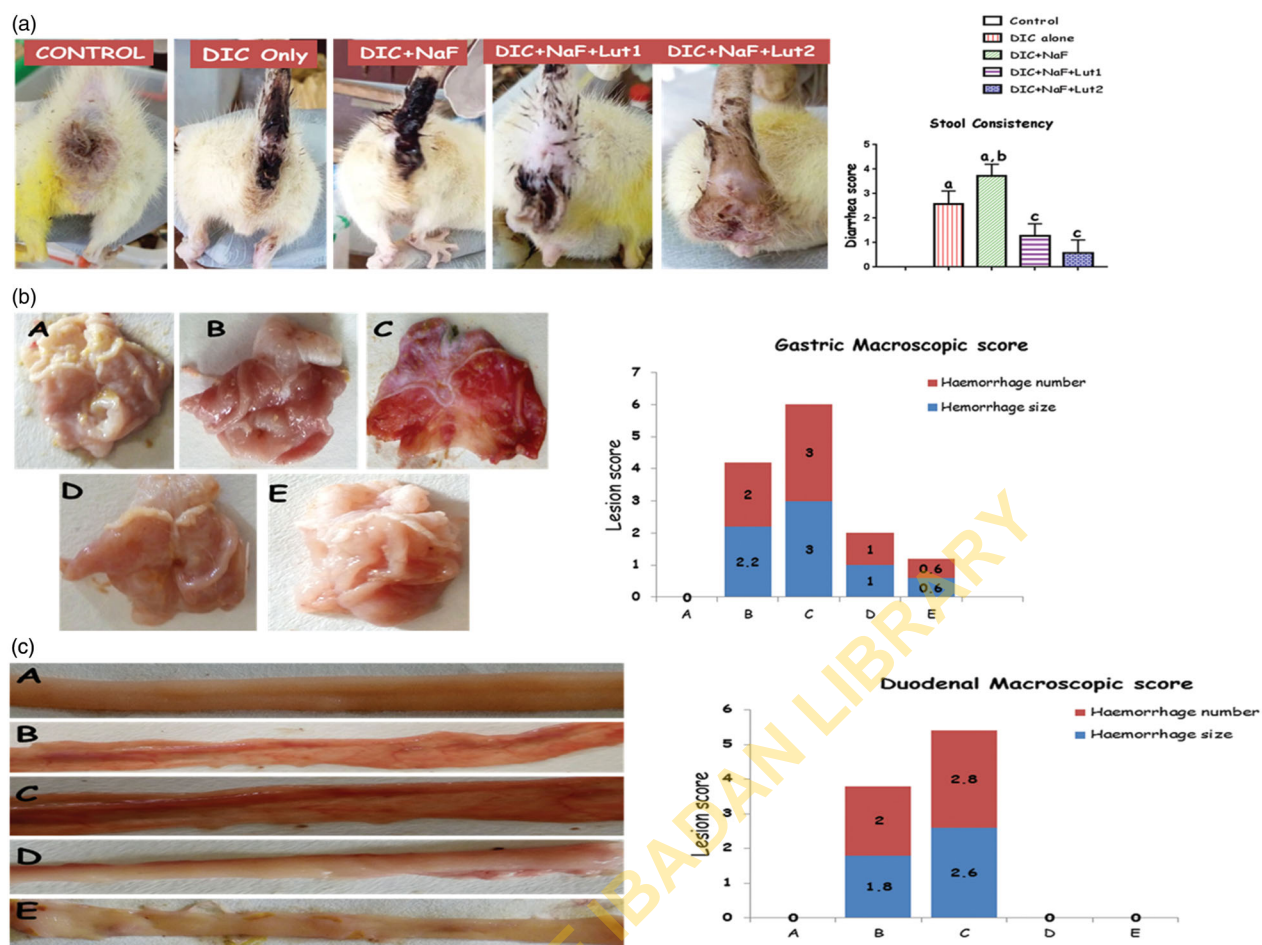 (a)
CONTROL
DIC Only
DIC+NaF
DIC+NaF+Lut1
DIC+NaF+Lut2
Control
DIC alone
DIC+NaF
DIC+NaF+Lut1
DIC+NaF+Lut2
Stool Consistency
Diarrhea score
5
4
3
2
1
0
a
a,b
c
c
(b)
A
B
C
D
E
Gastric Macroscopic score
Haemorrhage number
Hemorrhage size
Lesion score
7
6
5
4
3
2
1
0
0
2
2.2
3
3
1
1
0.6
0.6
A B C D E
(c)
A
B
C
D
E
Duodenal Macroscopic score
Haemorrhage number
Haemorrhage size
Lesion score
6
5
4
3
2
1
0
0
2
1.8
2.8
2.6
0
0
A B C D E
IBADAN LIBRARY